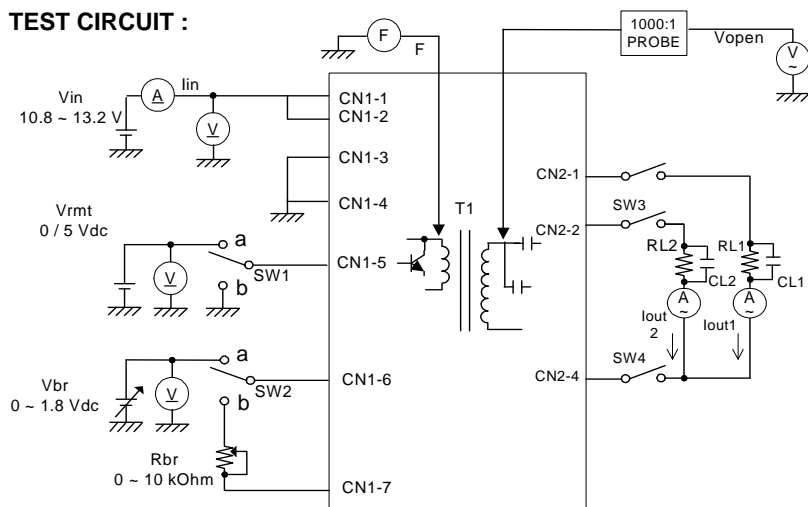 TEST CIRCUIT :
F
F
1000:1
PROBE
Vopen
V
~
Vin
10.8 ~ 13.2 V
A
Iin
V
CN1-1
CN1-2
CN1-3
CN1-4
Vrmt
0 / 5 Vdc
V
a
b
SW1
CN1-5
T1
CN2-1
SW3
CN2-2
RL2
CL2
RL1
CL1
A
~
A
~
Iout
2
Iout1
SW4
CN2-4
Vbr
0 ~ 1.8 Vdc
V
a
b
SW2
CN1-6
Rbr
0 ~ 10 kOhm
CN1-7